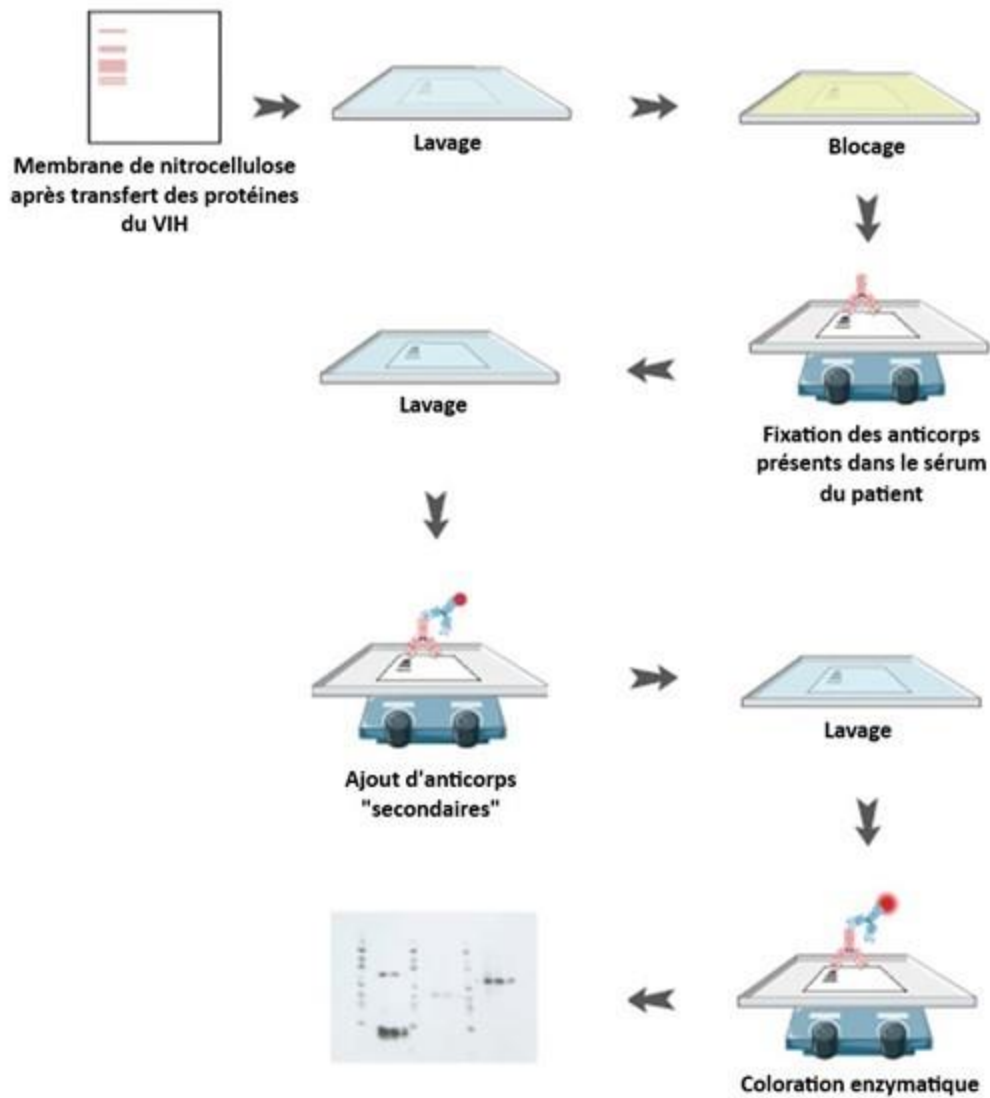 Membrane de nitrocellulose
après transfert des protéines
du VIH
Lavage
Blocage
Fixation des anticorps
présents dans le sérum
du patient
Lavage
Ajout d'anticorps
"secondaires"
Lavage
Coloration enzymatique